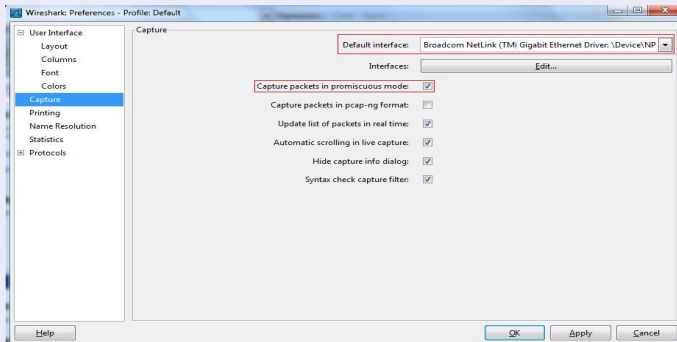 Wireshark: Preferences - Profile: Default
User Interface
Layout
Columns
Font
Colors
Capture
Printing
Name Resolution
Statistics
Protocols
Capture
Default interface: Broadcom NetLink (TM) Gigabit Ethernet Driver: \Device\NP
Interfaces: Edit...
Capture packets in promiscuous mode:
Capture packets in pcap-ng format:
Update list of packets in real time:
Automatic scrolling in live capture:
Hide capture info dialog:
Syntax check capture filter:
Help
OK
Apply
Cancel